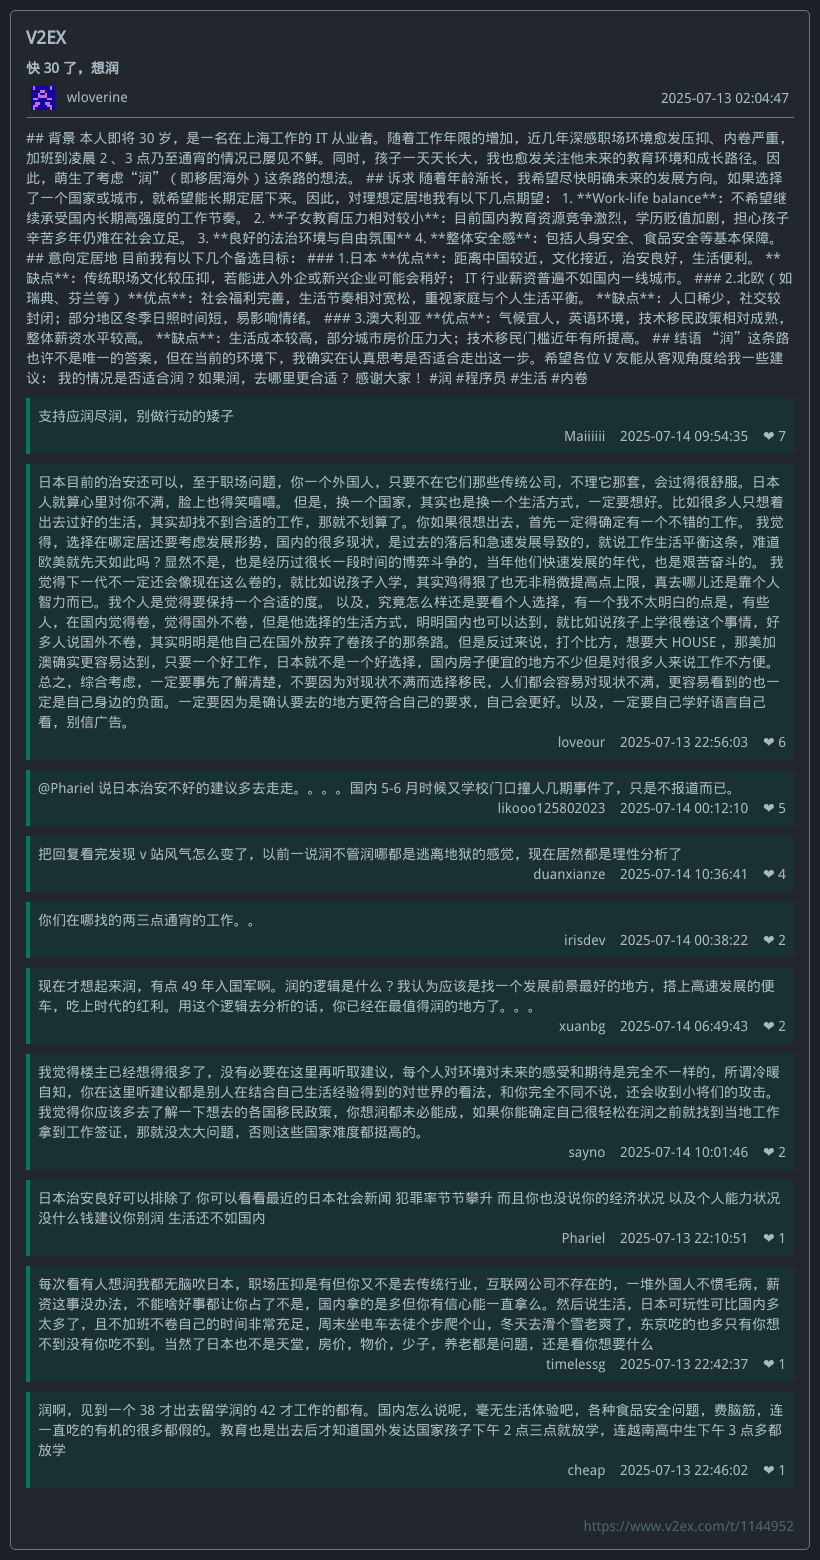 V2EX
快 30 了，想润
wloverine 2025-07-13 02:04:47
## 背景 本人即将 30 岁，是一名在上海工作的 IT 从业者。随着工作年限的增加，近几年深感职场环境愈发压抑、内卷严重，
加班到凌晨 2 、3 点乃至通宵的情况已屡见不鲜。同时，孩子一天天长大，我也愈发关注他未来的教育环境和成长路径。因
此，萌生了考虑“润”（即移居海外）这条路的想法。 ## 诉求 随着年龄渐长，我希望尽快明确未来的发展方向。如果选择
了一个国家或城市，就希望能长期定居下来。因此，对理想定居地我有以下几点期望： 1. **Work-life balance**：不希望继
续承受国内长期高强度的工作节奏。 2. **子女教育压力相对较小**：目前国内教育资源竞争激烈，学历贬值加剧，担心孩子
辛苦多年仍难在社会立足。 3. **良好的法治环境与自由氛围** 4. **整体安全感**：包括人身安全、食品安全等基本保障。
## 意向定居地 目前我有以下几个备选目标： ### 1.日本 **优点**：距离中国较近，文化接近，治安良好，生活便利。 **
缺点**：传统职场文化较压抑，若能进入外企或新兴企业可能会稍好； IT 行业薪资普遍不如国内一线城市。 ### 2.北欧（如
瑞典、芬兰等） **优点**：社会福利完善，生活节奏相对宽松，重视家庭与个人生活平衡。 **缺点**：人口稀少，社交较
封闭；部分地区冬季日照时间短，易影响情绪。 ### 3.澳大利亚 **优点**：气候宜人，英语环境，技术移民政策相对成熟，
整体薪资水平较高。 **缺点**：生活成本较高，部分城市房价压力大；技术移民门槛近年有所提高。 ## 结语 “润”这条路
也许不是唯一的答案，但在当前的环境下，我确实在认真思考是否适合走出这一步。希望各位 V 友能从客观角度给我一些建
议： 我的情况是否适合润？如果润，去哪里更合适？ 感谢大家！ #润 #程序员 #生活 #内卷
支持应润尽润，别做行动的矮子
Maiiiiii 2025-07-14 09:54:35 ❤ 7
日本目前的治安还可以，至于职场问题，你一个外国人，只要不在它们那些传统公司，不理它那套，会过得很舒服。日本
人就算心里对你不满，脸上也得笑嘻嘻。 但是，换一个国家，其实也是换一个生活方式，一定要想好。比如很多人只想着
出去过好的生活，其实却找不到合适的工作，那就不划算了。你如果很想出去，首先一定得确定有一个不错的工作。 我觉
得，选择在哪定居还要考虑发展形势，国内的很多现状，是过去的落后和急速发展导致的，就说工作生活平衡这条，难道
欧美就先天如此吗？显然不是，也是经历过很长一段时间的博弈斗争的，当年他们快速发展的年代，也是艰苦奋斗的。 我
觉得下一代不一定还会像现在这么卷的，就比如说孩子入学，其实鸡得狠了也无非稍微提高点上限，真去哪儿还是靠个人
智力而已。我个人是觉得要保持一个合适的度。 以及，究竟怎么样还是要看个人选择，有一个我不太明白的点是，有些
人，在国内觉得卷，觉得国外不卷，但是他选择的生活方式，明明国内也可以达到，就比如说孩子上学很卷这个事情，好
多人说国外不卷，其实明明是他自己在国外放弃了卷孩子的那条路。但是反过来说，打个比方，想要大 HOUSE ，那美加
澳确实更容易达到，只要一个好工作，日本就不是一个好选择，国内房子便宜的地方不少但是对很多人来说工作不方便。
总之，综合考虑，一定要事先了解清楚，不要因为对现状不满而选择移民，人们都会容易对现状不满，更容易看到的也一
定是自己身边的负面。一定要因为是确认要去的地方更符合自己的要求，自己会更好。以及，一定要自己学好语言自己
看，别信广告。
loveour 2025-07-13 22:56:03 ❤ 6
@Phariel 说日本治安不好的建议多去走走。。。。国内 5-6 月时候又学校门口撞人几期事件了，只是不报道而已。
likooo125802023 2025-07-14 00:12:10 ❤ 5
把回复看完发现 v 站风气怎么变了，以前一说润不管润哪都是逃离地狱的感觉，现在居然都是理性分析了
duanxianze 2025-07-14 10:36:41 ❤ 4
你们在哪找的两三点通宵的工作。。
irisdev 2025-07-14 00:38:22 ❤ 2
现在才想起来润，有点 49 年入国军啊。润的逻辑是什么？我认为应该是找一个发展前景最好的地方，搭上高速发展的便
车，吃上时代的红利。用这个逻辑去分析的话，你已经在最值得润的地方了。。。
xuanbg 2025-07-14 06:49:43 ❤ 2
我觉得楼主已经想得很多了，没有必要在这里再听取建议，每个人对环境对未来的感受和期待是完全不一样的，所谓冷暖
自知，你在这里听建议都是别人在结合自己生活经验得到的对世界的看法，和你完全不同不说，还会收到小将们的攻击。
我觉得你应该多去了解一下想去的各国移民政策，你想润都未必能成，如果你能确定自己很轻松在润之前就找到当地工作
拿到工作签证，那就没太大问题，否则这些国家难度都挺高的。
sayno 2025-07-14 10:01:46 ❤ 2
日本治安良好可以排除了 你可以看看最近的日本社会新闻 犯罪率节节攀升 而且你也没说你的经济状况 以及个人能力状况
没什么钱建议你别润 生活还不如国内
Phariel 2025-07-13 22:10:51 ❤ 1
每次看有人想润我都无脑吹日本，职场压抑是有但你又不是去传统行业，互联网公司不存在的，一堆外国人不惯毛病，薪
资这事没办法，不能啥好事都让你占了不是，国内拿的是多但你有信心能一直拿么。然后说生活，日本可玩性可比国内多
太多了，且不加班不卷自己的时间非常充足，周末坐电车去徒个步爬个山，冬天去滑个雪老爽了，东京吃的也多只有你想
不到没有你吃不到。当然了日本也不是天堂，房价，物价，少子，养老都是问题，还是看你想要什么
timelessg 2025-07-13 22:42:37 ❤ 1
润啊，见到一个 38 才出去留学润的 42 才工作的都有。国内怎么说呢，毫无生活体验吧，各种食品安全问题，费脑筋，连
一直吃的有机的很多都假的。教育也是出去后才知道国外发达国家孩子下午 2 点三点就放学，连越南高中生下午 3 点多都
放学
cheap 2025-07-13 22:46:02 ❤ 1
https://www.v2ex.com/t/1144952